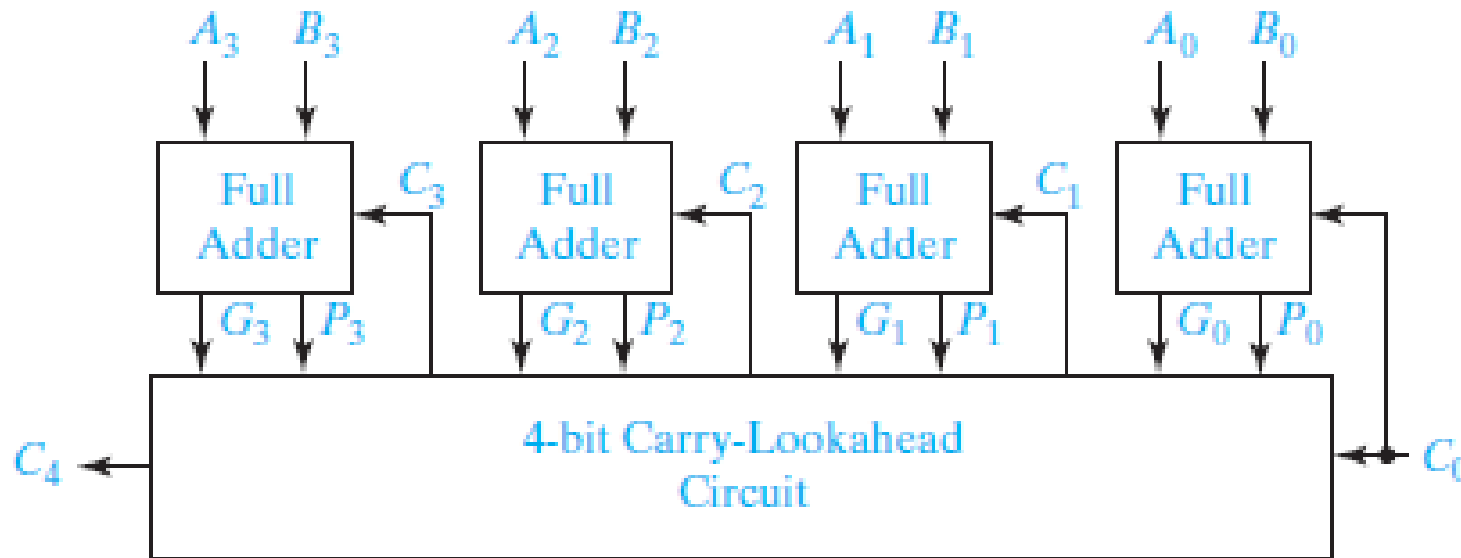 A₃ B₃ A₂ B₂ A₁ B₁ A₀ B₀
C₃ C₂ C₁
Full Adder
Full Adder
Full Adder
Full Adder
G₃ P₃ G₂ P₂ G₁ P₁ G₀ P₀
4-bit Carry-Lookahead
Circuit
C₄
C₀